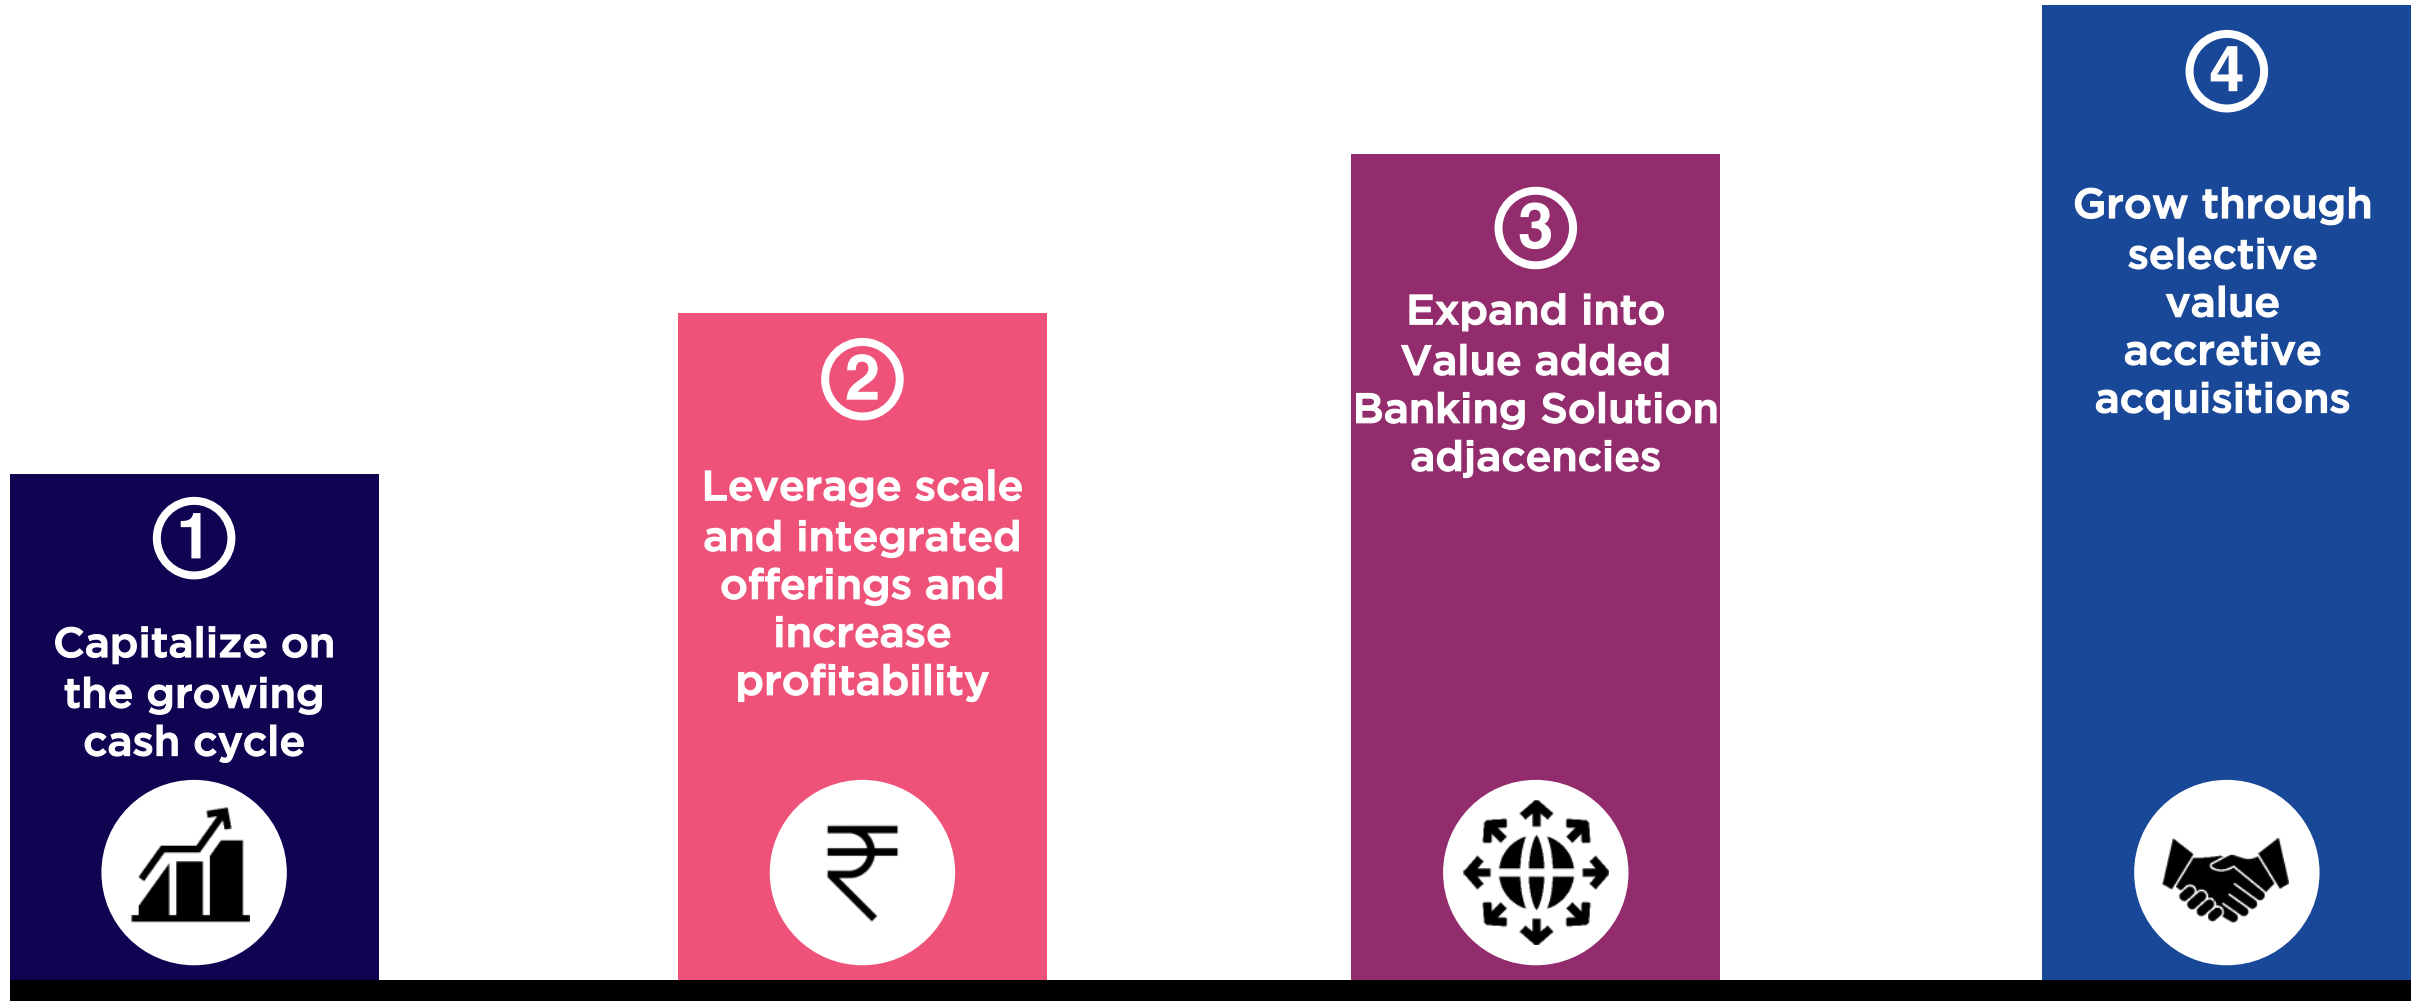 1
Capitalize on
the growing
cash cycle
2
Leverage scale
and integrated
offerings and
increase
profitability
₹
3
Expand into
Value added
Banking Solution
adjacencies
4
Grow through
selective
value
accretive
acquisitions